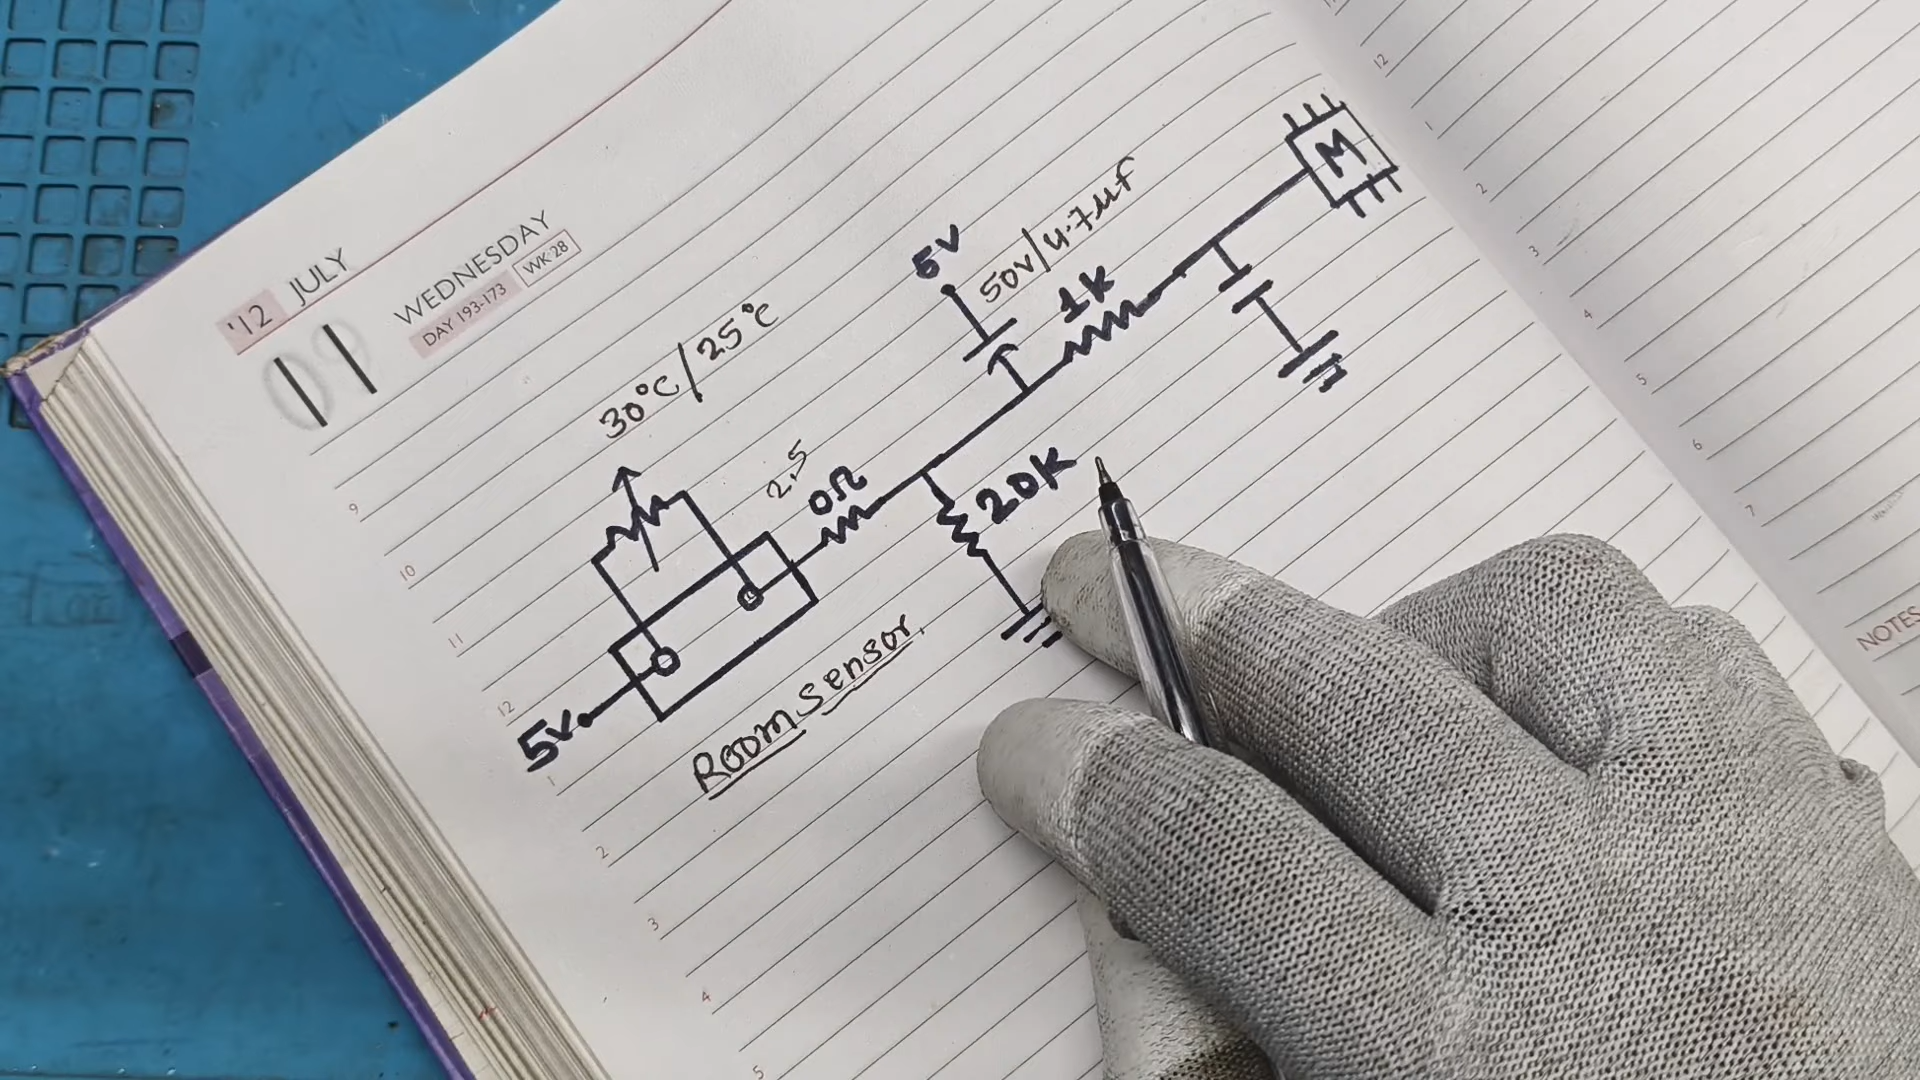 '12 JULY
WEDNESDAY
DAY 193-173 WK-28
30°C/25°C
5V
50V/4.7uf
1K
M
2.5
0Ω
20K
5V
Room sensor
9
10
11
12
1
2
3
4
5
12
1
2
3
4
5
6
7
NOTES